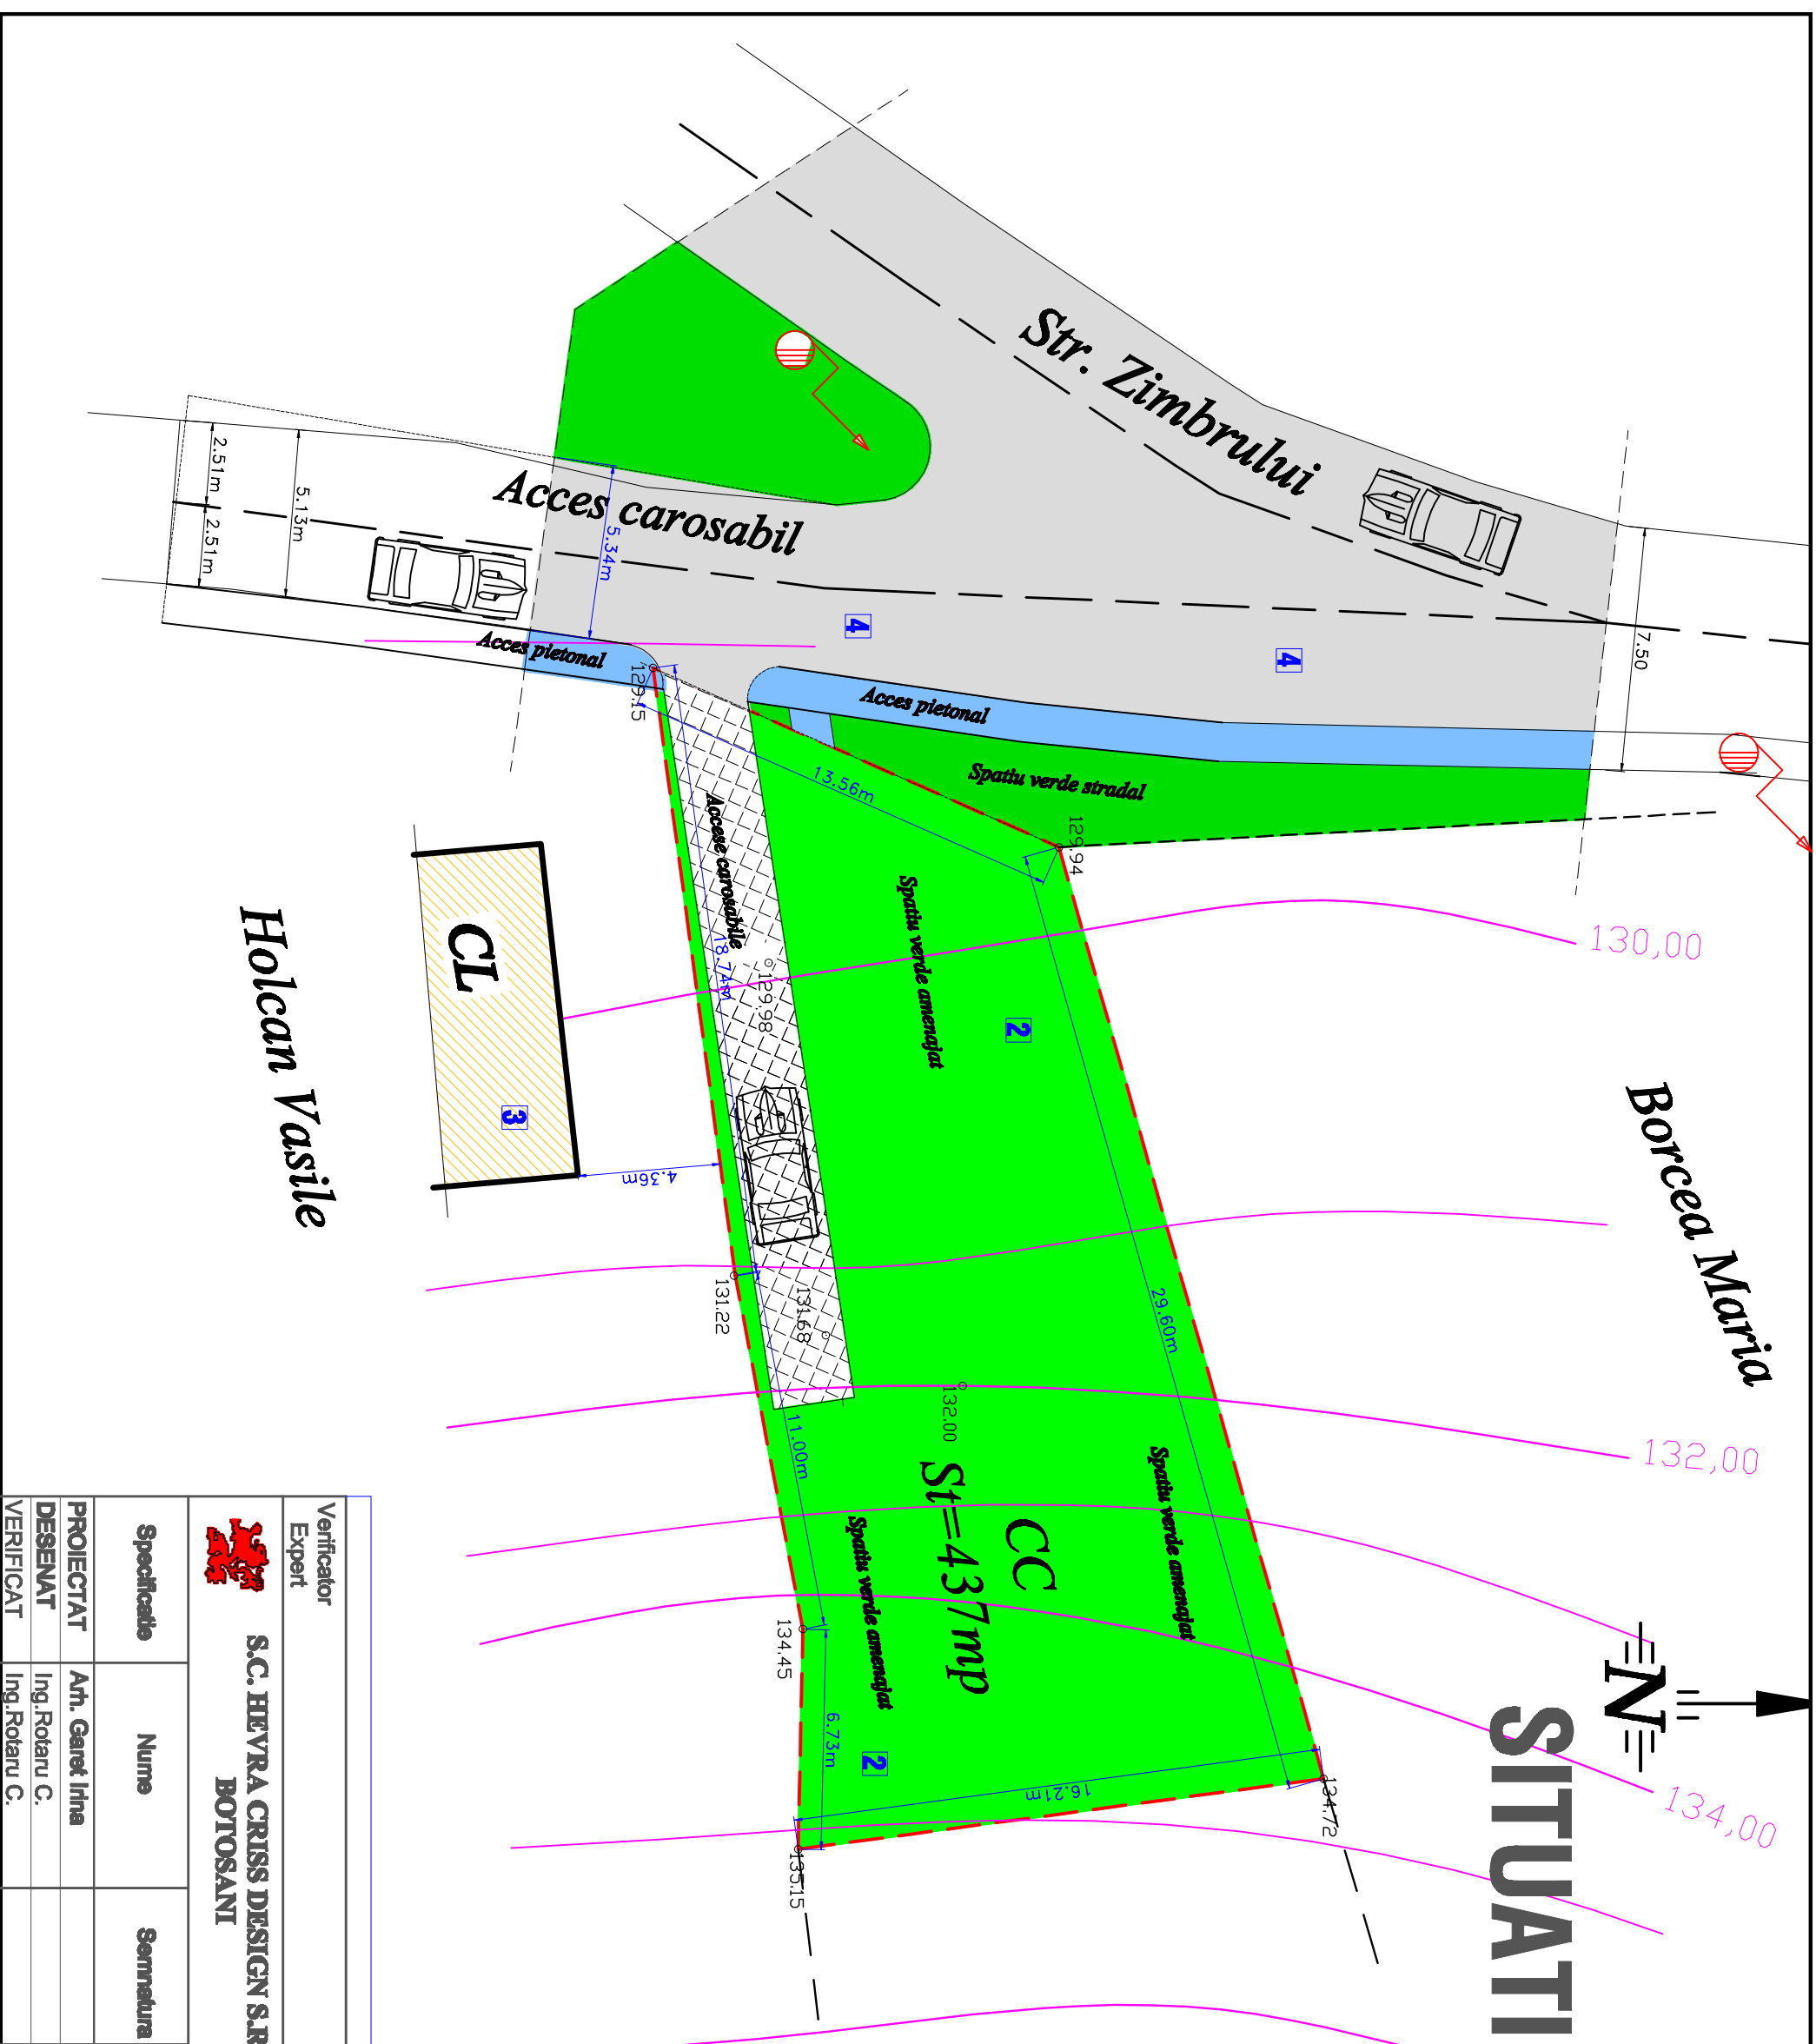 SITUATI
N
Str. Zimbrului
Acces carosabil
Acces pietonal
Acces pietonal
Spatiu verde stradal
Accese carosabile
Spatiu verde amenajat
Spatiu verde amenajat
Spatiu verde amenajat
CC
St=437mp
CL
Holcan Vasile
Borcea Maria
130,00
132,00
134,00
7.50
2.51m
2.51m
5.13m
5.34m
13.56m
18.74m
4.36m
29.60m
11.00m
6.73m
16.21m
129.15
129.94
129.98
131.22
131.68
132.00
134.45
134.72
135.15
4
4
2
2
3
Verificator
Expert
S.C. HEVRA CRISS DESIGN S.R
BOTOSANI
Specificatie Nume Semnatura
PROIECTAT Arh. Garet Irina
DESENAT Ing.Rotaru C.
VERIFICAT Ing.Rotaru C.